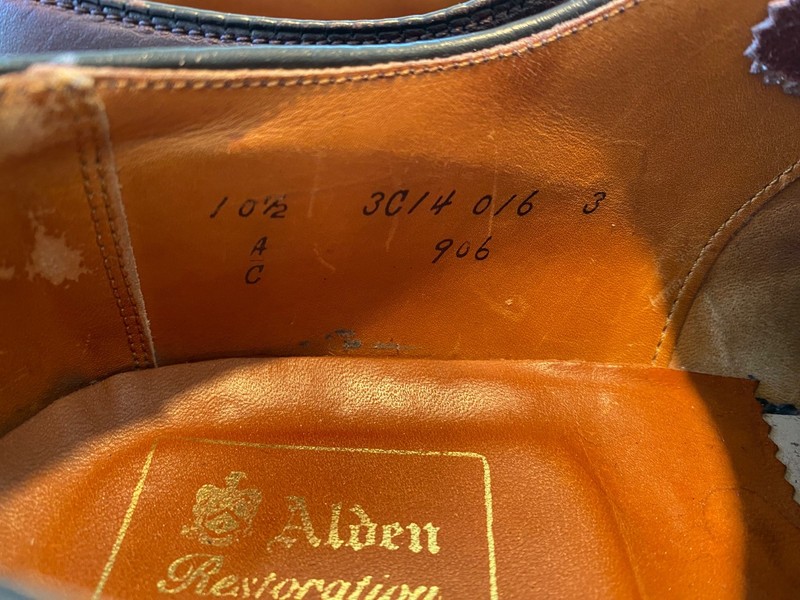 10½ 3C14 016 3
A
C
906
Alden
Restoration